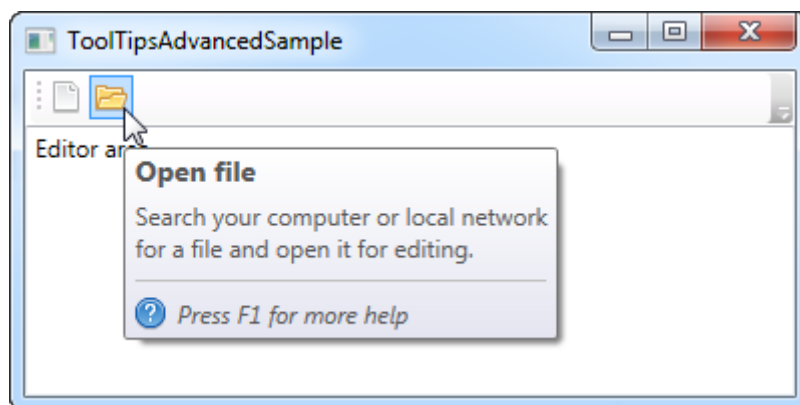 ToolTipsAdvancedSample
Editor area
Open file
Search your computer or local network
for a file and open it for editing.
Press F1 for more help